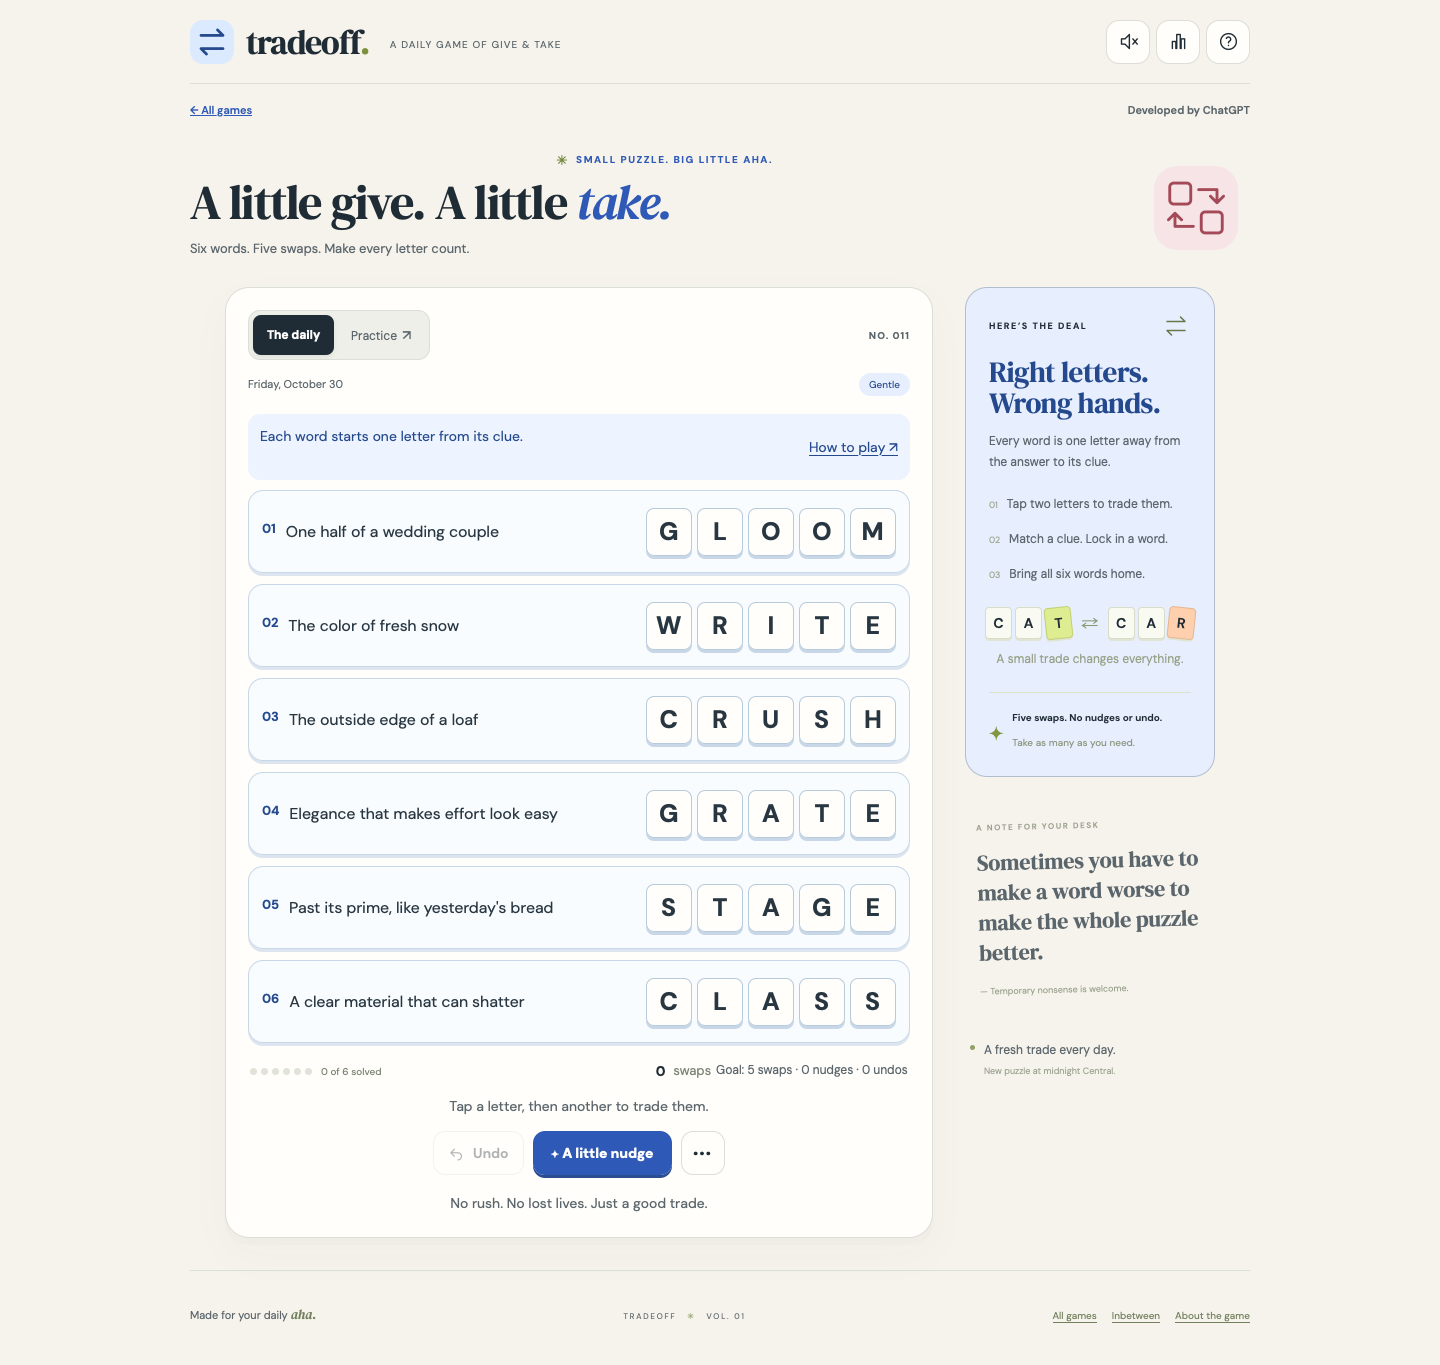 tradeoff.
A DAILY GAME OF GIVE & TAKE
← All games
Developed by ChatGPT
SMALL PUZZLE. BIG LITTLE AHA.
A little give. A little take.
Six words. Five swaps. Make every letter count.
The daily
Practice ↗
NO. 011
Friday, October 30
Gentle
Each word starts one letter from its clue.
How to play ↗
01 One half of a wedding couple
G L O O M
02 The color of fresh snow
W R I T E
03 The outside edge of a loaf
C R U S H
04 Elegance that makes effort look easy
G R A T E
05 Past its prime, like yesterday's bread
S T A G E
06 A clear material that can shatter
C L A S S
0 of 6 solved
0 swaps Goal: 5 swaps · 0 nudges · 0 undos
Tap a letter, then another to trade them.
Undo
A little nudge
•••
No rush. No lost lives. Just a good trade.
HERE'S THE DEAL
Right letters.
Wrong hands.
Every word is one letter away from
the answer to its clue.
01 Tap two letters to trade them.
02 Match a clue. Lock in a word.
03 Bring all six words home.
C A T ⇄ C A R
A small trade changes everything.
Five swaps. No nudges or undo.
Take as many as you need.
A NOTE FOR YOUR DESK
Sometimes you have to
make a word worse to
make the whole puzzle
better.
— Temporary nonsense is welcome.
A fresh trade every day.
New puzzle at midnight Central.
Made for your daily aha.
TRADEOFF ✳ VOL. 01
All games
Inbetween
About the game